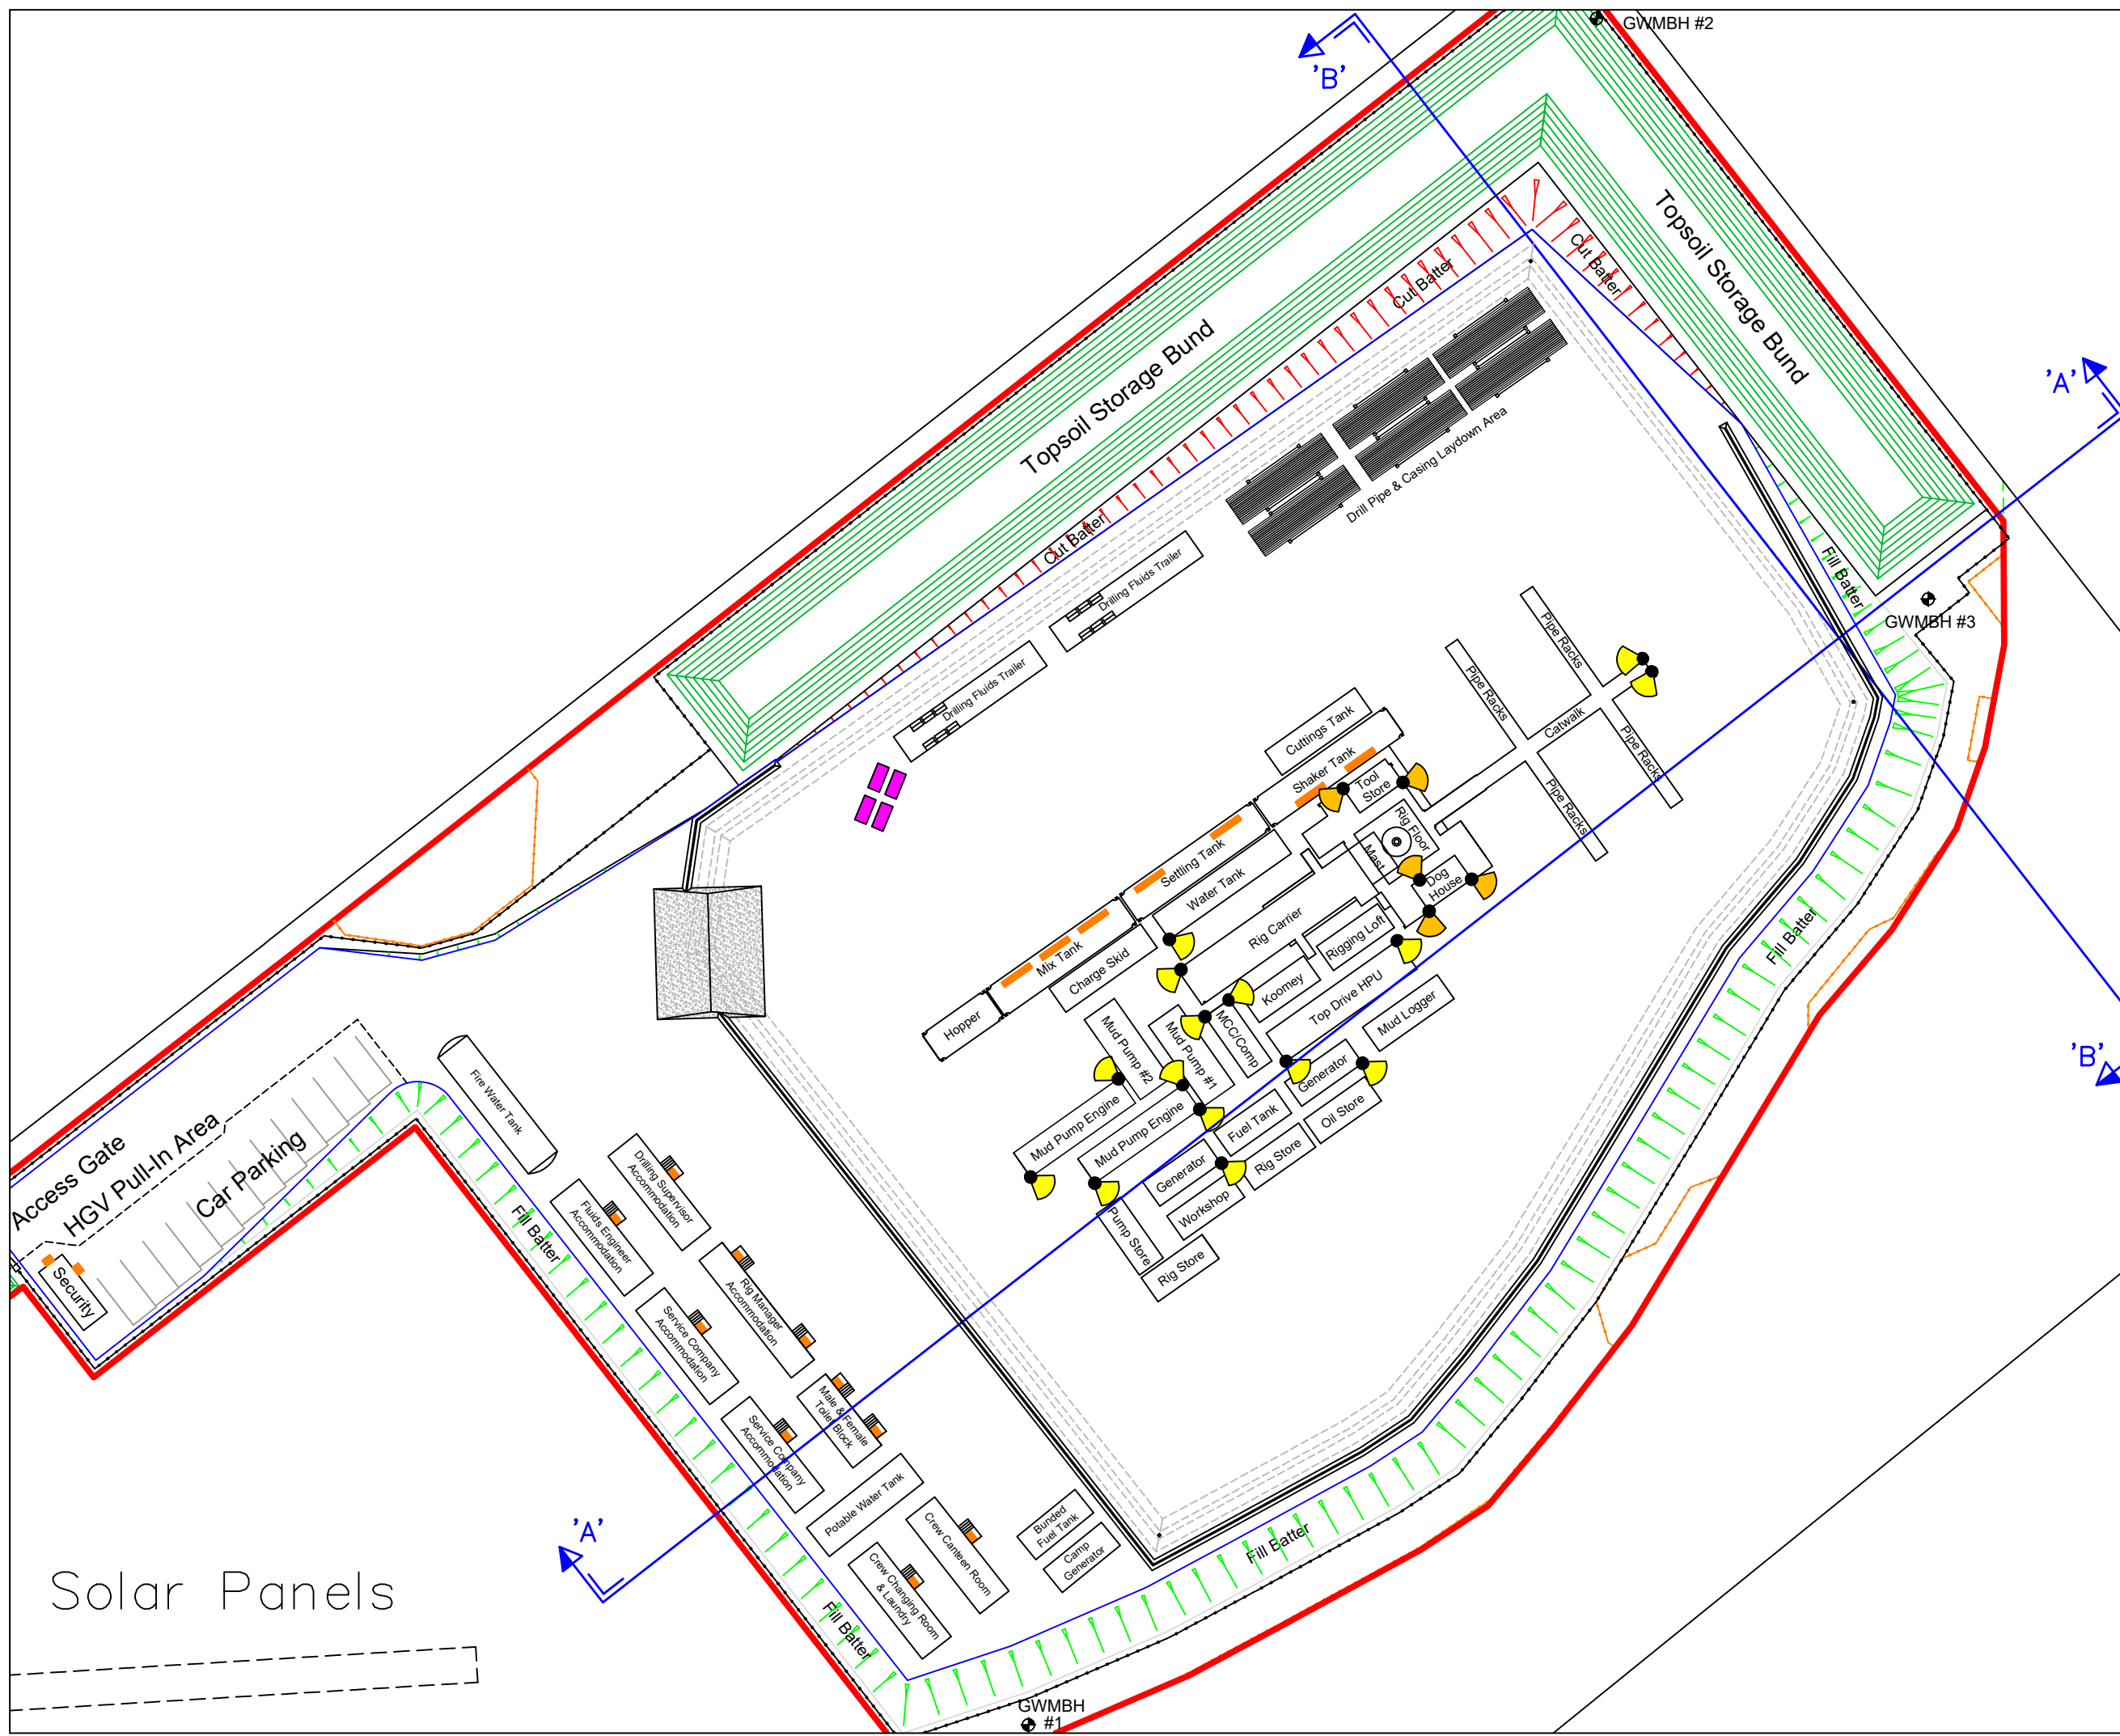 GWMBH #2
'B'
Topsoil Storage Bund
Cut Batter
Cut Batter
Topsoil Storage Bund
'A'
Drill Pipe & Casing Laydown Area
Cut Batter
Drilling Fluids Trailer
Fill Batter
GWMBH #3
Drilling Fluids Trailer
Pipe Racks
Pipe Racks
Catwalk
Pipe Racks
Pipe Racks
Cuttings Tank
Shaker Tank
Tool
Store
Rig Floor
Mast
Dog
House
Settling Tank
Water Tank
Rig Carrier
Rigging Loft
Fill Batter
Mix Tank
Charge Skid
Koomey
Top Drive HPU
Mud Logger
Hopper
Mud Pump #2
Mud Pump #1
MCC/Comp
'B'
Generator
Mud Pump Engine
Mud Pump Engine
Fuel Tank
Oil Store
Rig Store
Generator
Workshop
Pump Store
Rig Store
Fire Water Tank
Access Gate
HGV Pull-In Area
Car Parking
Security
Fill Batter
Drilling Supervisor
Accommodation
Fluids Engineer
Accommodation
Rig Manager
Accommodation
Service Company
Accommodation
Male & Female
Toilet Block
Service Company
Accommodation
Potable Water Tank
Crew Canteen Room
Bunded
Fuel Tank
Camp
Generator
Crew Changing Room
& Laundry
'A'
Fill Batter
Fill Batter
Solar Panels
GWMBH
#1